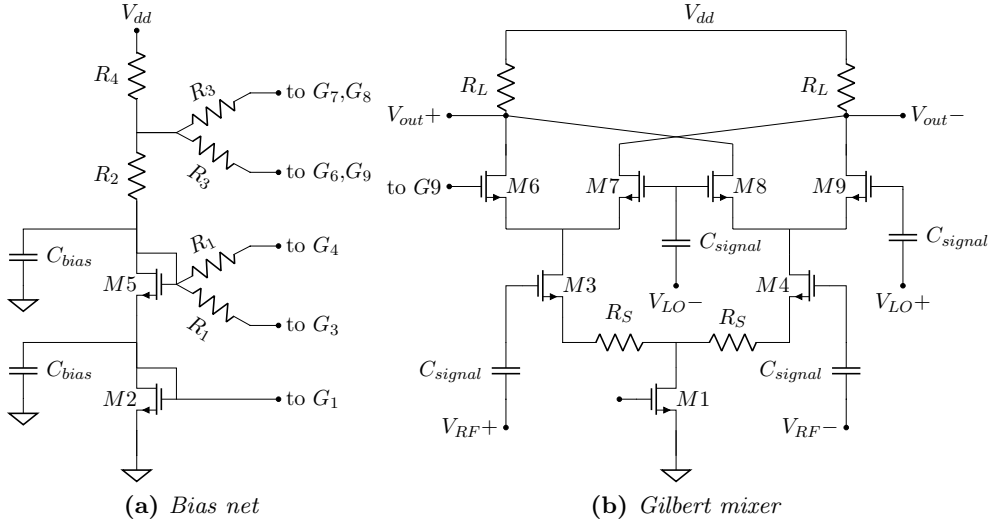 V_dd
R_4
R_3
to G_7,G_8
R_3
to G_6,G_9
R_2
C_bias
R_1
to G_4
M5
R_1
to G_3
C_bias
M2
to G_1
(a) Bias net
V_dd
R_L
R_L
V_out+
V_out−
to G9
M6
M7
M8
M9
C_signal
C_signal
M3
M4
V_LO−
V_LO+
R_S
R_S
C_signal
C_signal
M1
V_RF+
V_RF−
(b) Gilbert mixer